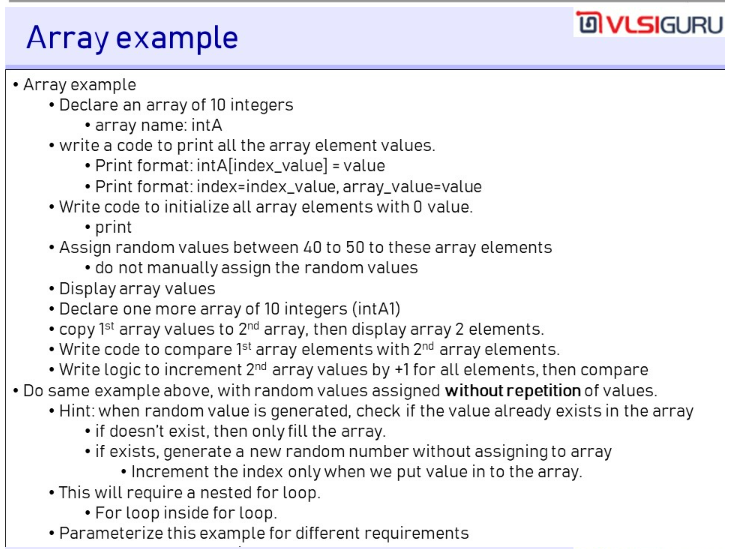 VLSIGURU
Array example
• Array example
• Declare an array of 10 integers
• array name: intA
• write a code to print all the array element values.
• Print format: intA[index_value] = value
• Print format: index=index_value, array_value=value
• Write code to initialize all array elements with 0 value.
• print
• Assign random values between 40 to 50 to these array elements
• do not manually assign the random values
• Display array values
• Declare one more array of 10 integers (intA1)
• copy 1st array values to 2nd array, then display array 2 elements.
• Write code to compare 1st array elements with 2nd array elements.
• Write logic to increment 2nd array values by +1 for all elements, then compare
• Do same example above, with random values assigned without repetition of values.
• Hint: when random value is generated, check if the value already exists in the array
• if doesn't exist, then only fill the array.
• if exists, generate a new random number without assigning to array
• Increment the index only when we put value in to the array.
• This will require a nested for loop.
• For loop inside for loop.
• Parameterize this example for different requirements